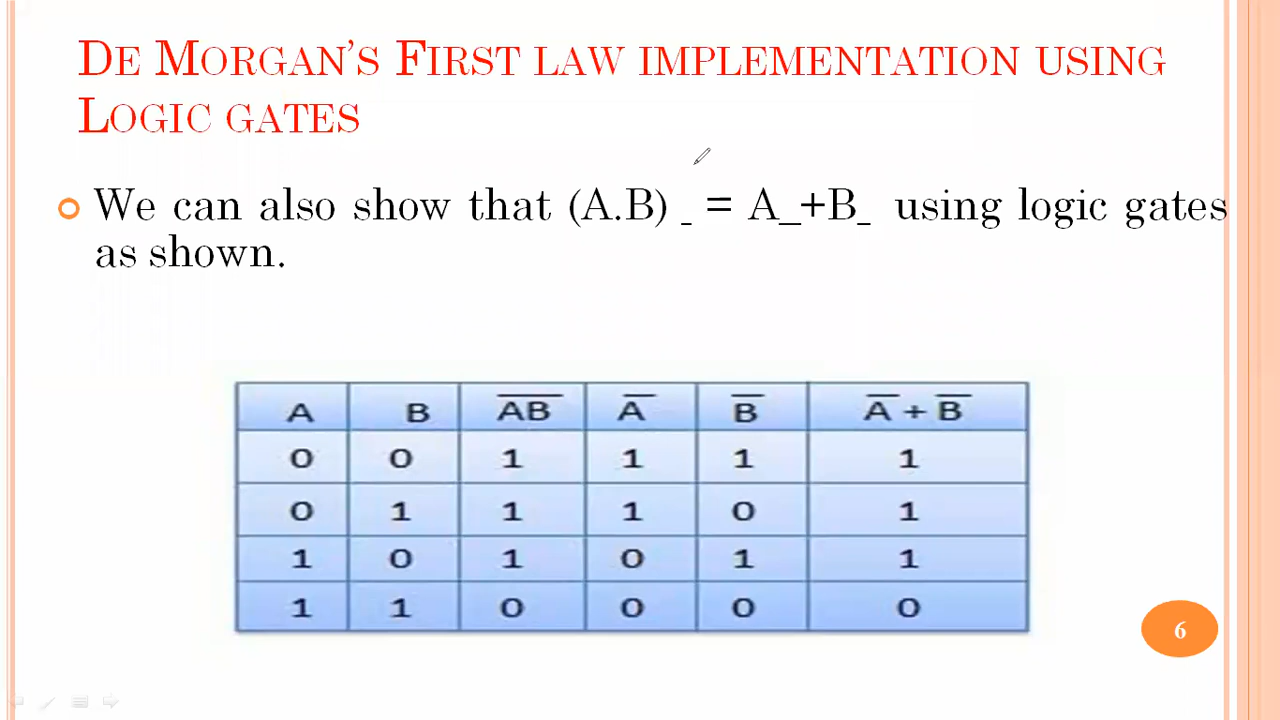 DE MORGAN'S FIRST LAW IMPLEMENTATION USING
LOGIC GATES
We can also show that (A.B) _ = A_+B_ using logic gates
as shown.
A B A̅B̅ A̅ B̅ A̅ + B̅
0 0 1 1 1 1
0 1 1 1 0 1
1 0 1 0 1 1
1 1 0 0 0 0
6